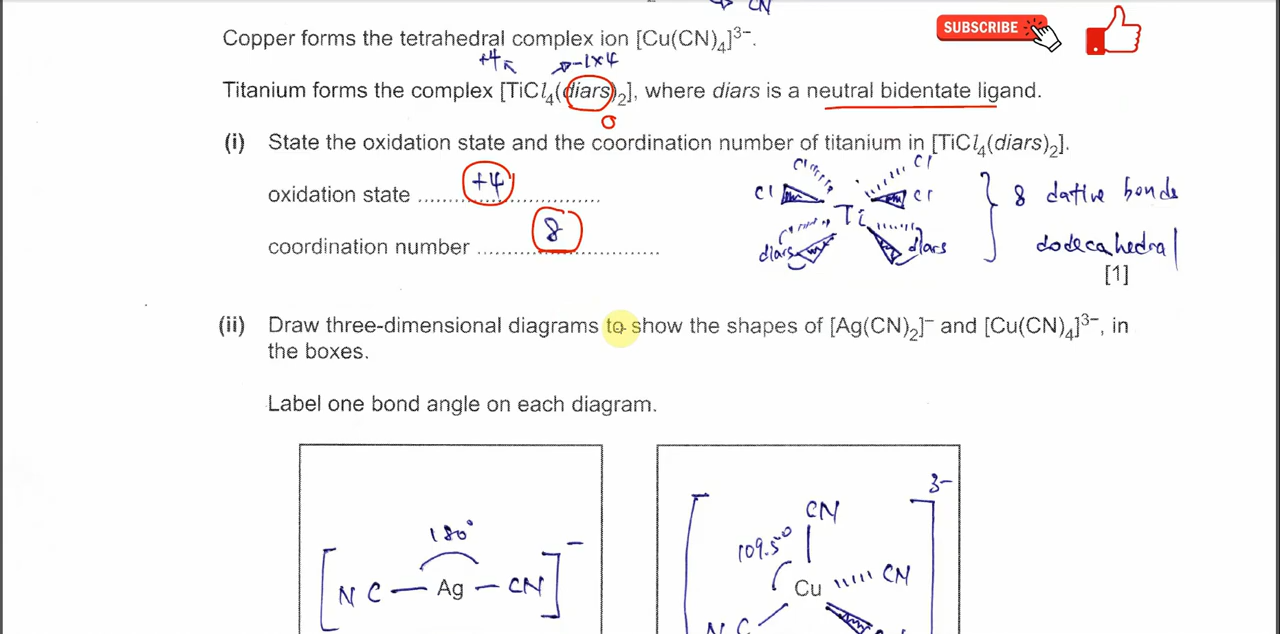 CN
SUBSCRIBE
Copper forms the tetrahedral complex ion [Cu(CN)₄]³⁻.
+4 -1×4
Titanium forms the complex [TiCl₄(diars)₂], where diars is a neutral bidentate ligand.
0
(i) State the oxidation state and the coordination number of titanium in [TiCl₄(diars)₂].
Cl Cl
oxidation state ...... +4 ...... Cl Cl 8 dative bonds
Ti
coordination number ...... 8 ...... diars diars dodecahedral
[1]
(ii) Draw three-dimensional diagrams to show the shapes of [Ag(CN)₂]⁻ and [Cu(CN)₄]³⁻, in
the boxes.
Label one bond angle on each diagram.
3-
CN
180°
109.5°
[NC — Ag — CN]⁻
Cu CN
NC